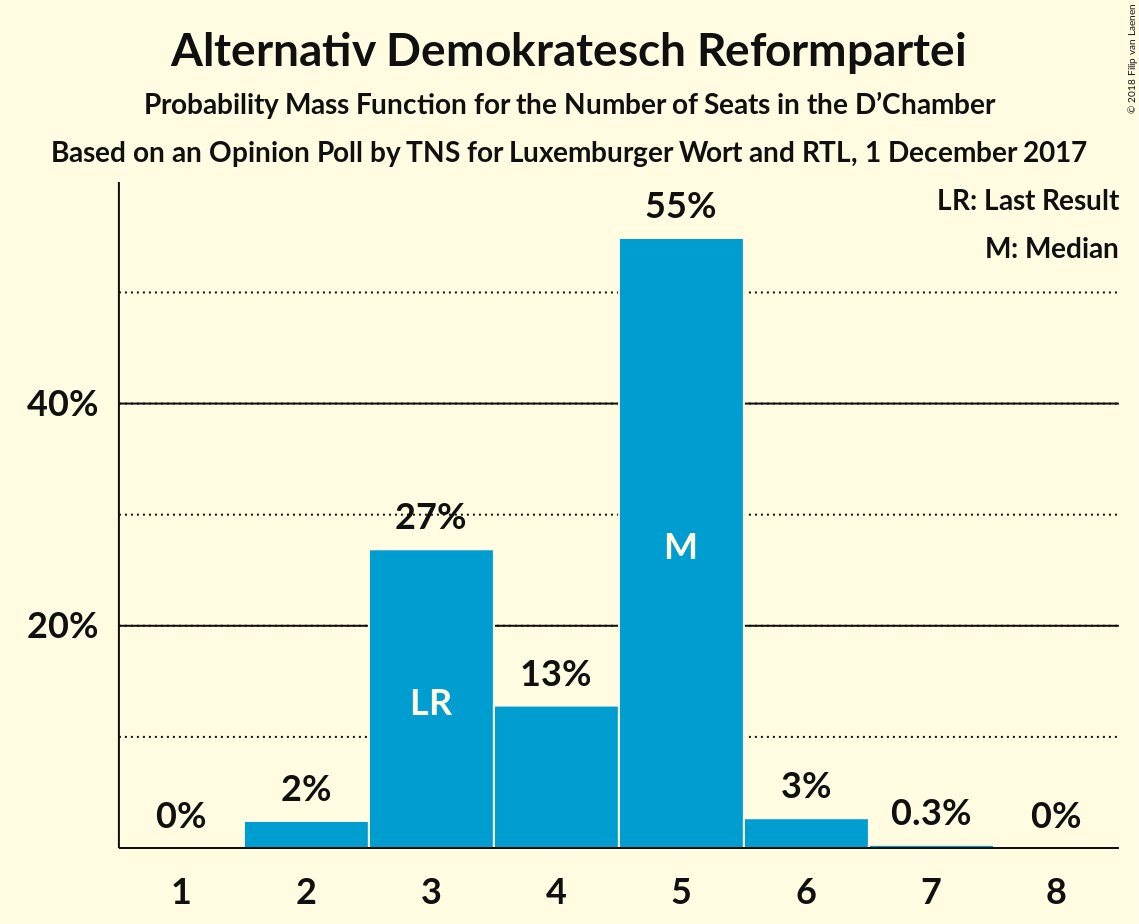 Alternativ Demokratesch Reformpartei
Probability Mass Function for the Number of Seats in the D’Chamber
Based on an Opinion Poll by TNS for Luxemburger Wort and RTL, 1 December 2017
© 2018 Filip van Laenen
LR: Last Result
M: Median
55%
40%
27%
M
20%
13%
LR
2%
3%
0%
0.3%
0%
1 2 3 4 5 6 7 8